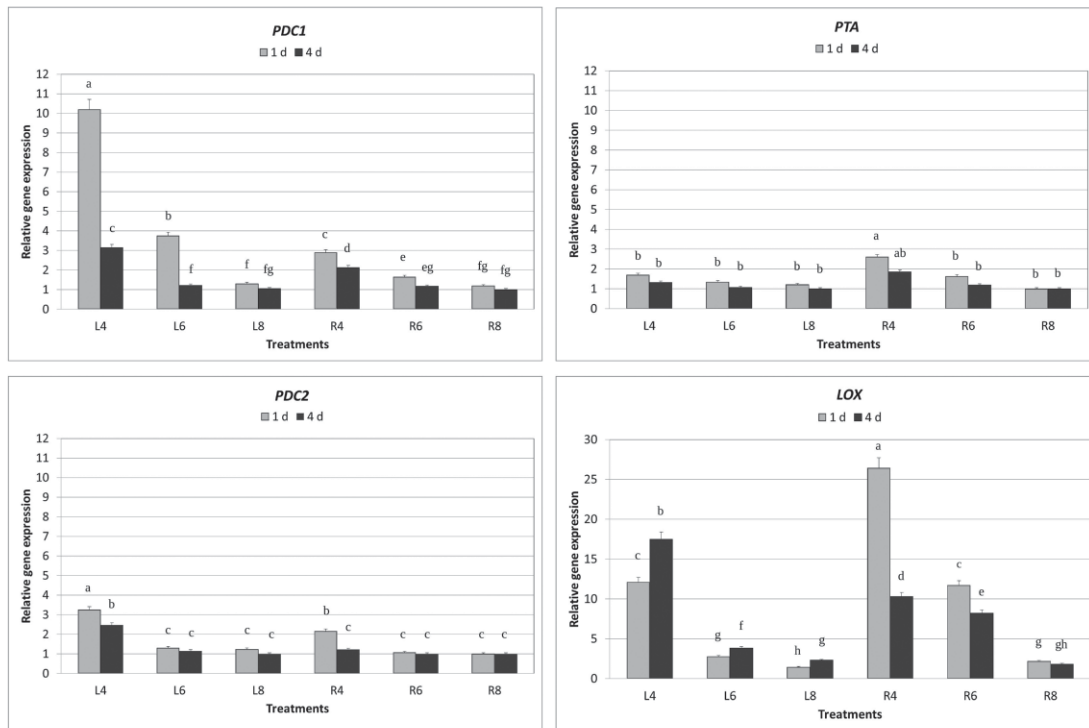 PDC1
1 d 4 d
Relative gene expression
12
11
10
9
8
7
6
5
4
3
2
1
0
a
c
b
f
f
fg
c
d
e
eg
fg
fg
L4 L6 L8 R4 R6 R8
Treatments
PTA
1 d 4 d
Relative gene expression
12
11
10
9
8
7
6
5
4
3
2
1
0
b b b b b b a ab b b b b
L4 L6 L8 R4 R6 R8
Treatments
PDC2
1 d 4 d
Relative gene expression
12
11
10
9
8
7
6
5
4
3
2
1
0
a b c c c c b c c c c c
L4 L6 L8 R4 R6 R8
Treatments
LOX
1 d 4 d
Relative gene expression
30
25
20
15
10
5
0
c b g f h g a d c e g gh
L4 L6 L8 R4 R6 R8
Treatments